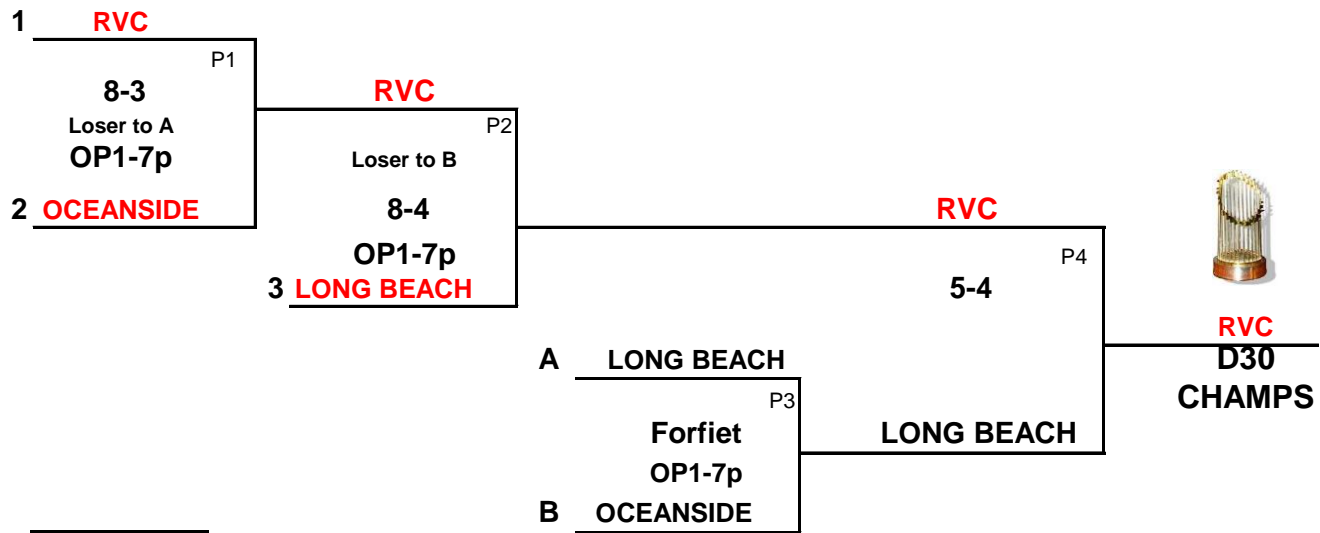 1 RVC
P1
8-3
Loser to A
OP1-7p
2 OCEANSIDE
RVC
P2
Loser to B
8-4
OP1-7p
3 LONG BEACH
RVC
P4
5-4
A LONG BEACH
P3
Forfiet
OP1-7p
B OCEANSIDE
LONG BEACH
RVC
D30
CHAMPS